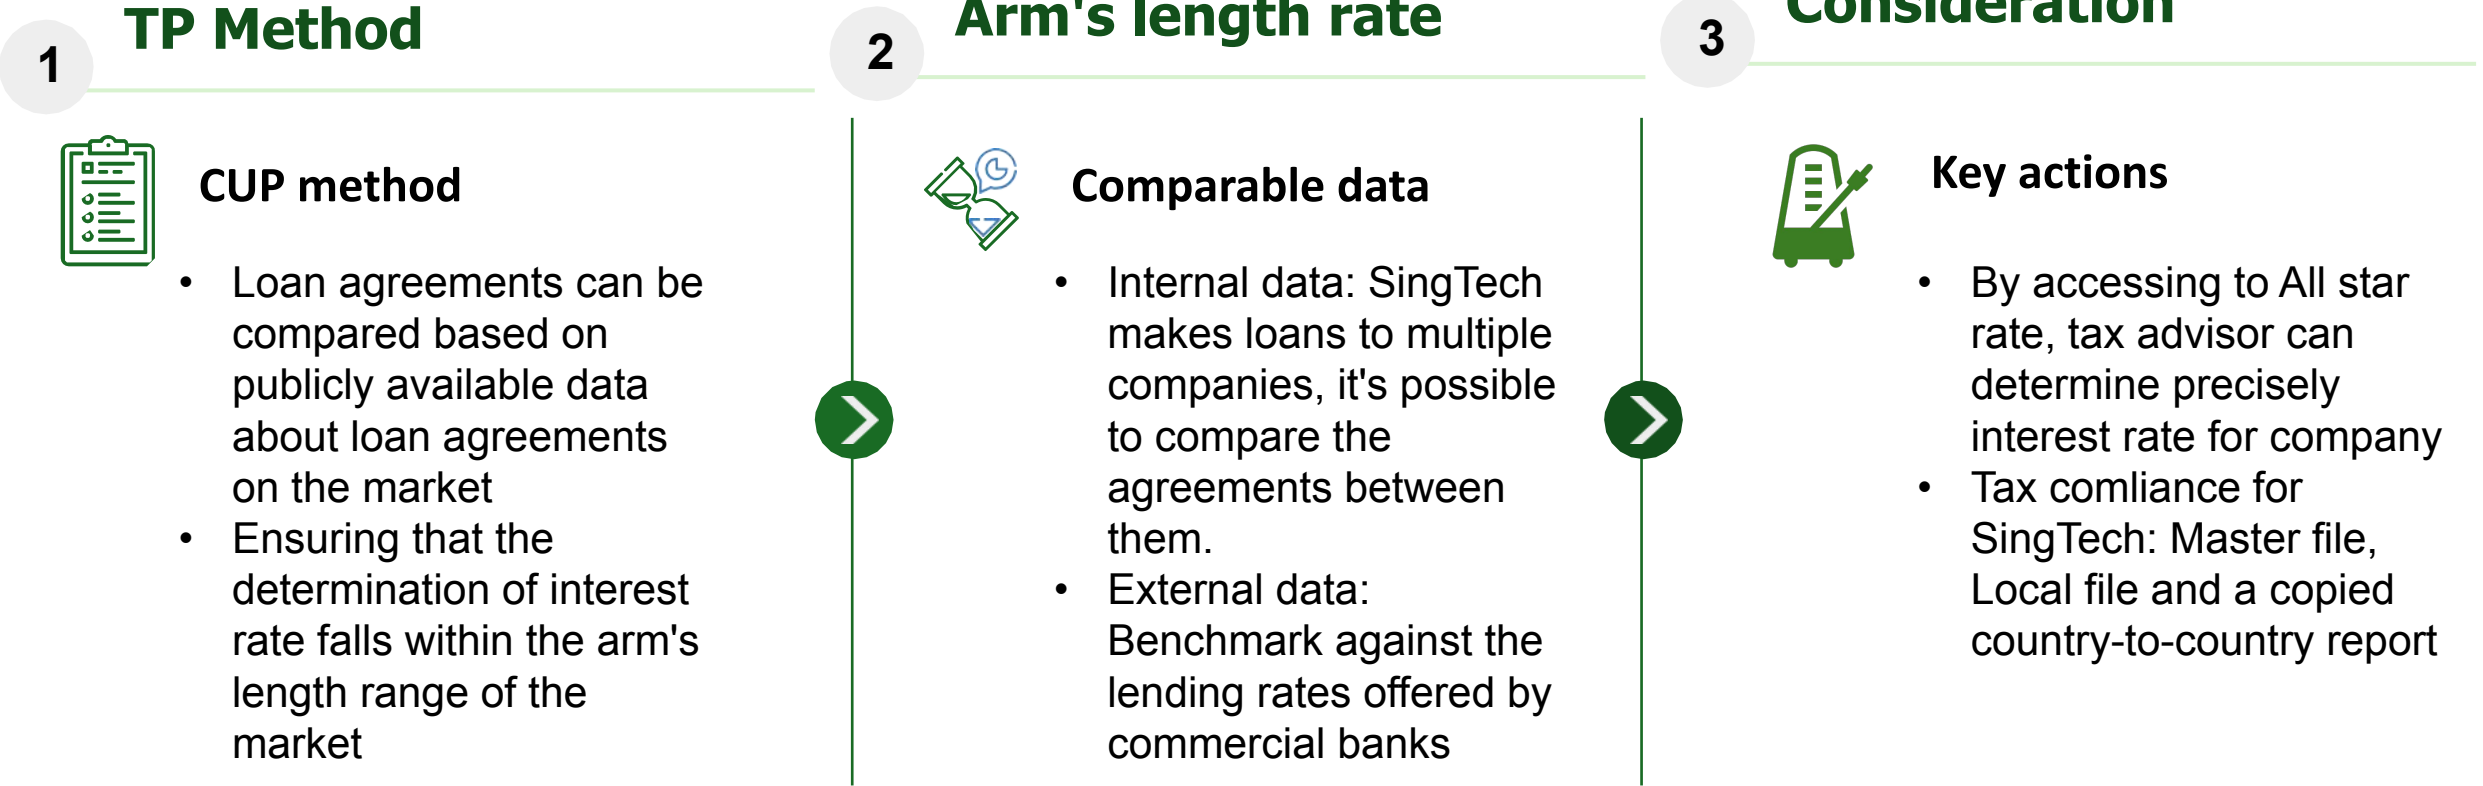 1
TP Method
CUP method
• Loan agreements can be
compared based on
publicly available data
about loan agreements
on the market
• Ensuring that the
determination of interest
rate falls within the arm's
length range of the
market
2
Arm's length rate
Comparable data
• Internal data: SingTech
makes loans to multiple
companies, it's possible
to compare the
agreements between
them.
• External data:
Benchmark against the
lending rates offered by
commercial banks
3
Consideration
Key actions
• By accessing to All star
rate, tax advisor can
determine precisely
interest rate for company
• Tax comliance for
SingTech: Master file,
Local file and a copied
country-to-country report